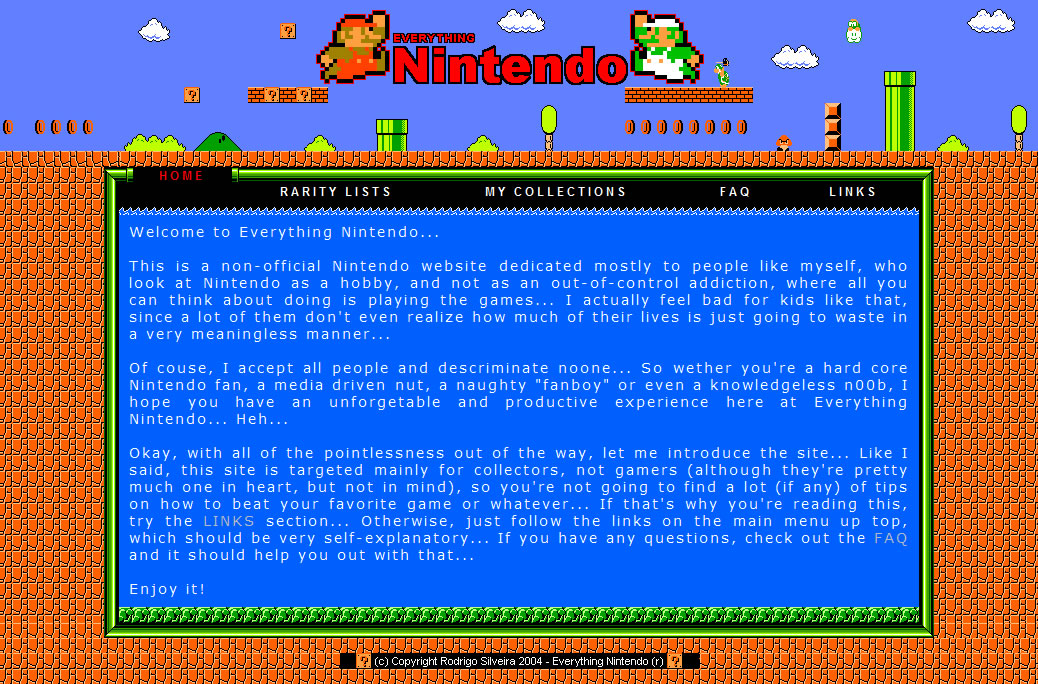 EVERYTHING
Nintendo
HOME
RARITY LISTS
MY COLLECTIONS
FAQ
LINKS
Welcome to Everything Nintendo...
This is a non-official Nintendo website dedicated mostly to people like myself, who
look at Nintendo as a hobby, and not as an out-of-control addiction, where all you
can think about doing is playing the games... I actually feel bad for kids like that,
since a lot of them don't even realize how much of their lives is just going to waste in
a very meaningless manner...
Of couse, I accept all people and descriminate noone... So wether you're a hard core
Nintendo fan, a media driven nut, a naughty "fanboy" or even a knowledgeless n00b, I
hope you have an unforgetable and productive experience here at Everything
Nintendo... Heh...
Okay, with all of the pointlessness out of the way, let me introduce the site... Like I
said, this site is targeted mainly for collectors, not gamers (although they're pretty
much one in heart, but not in mind), so you're not going to find a lot (if any) of tips
on how to beat your favorite game or whatever... If that's why you're reading this,
try the LINKS section... Otherwise, just follow the links on the main menu up top,
which should be very self-explanatory... If you have any questions, check out the FAQ
and it should help you out with that...
Enjoy it!
(c) Copyright Rodrigo Silveira 2004 - Everything Nintendo (r)